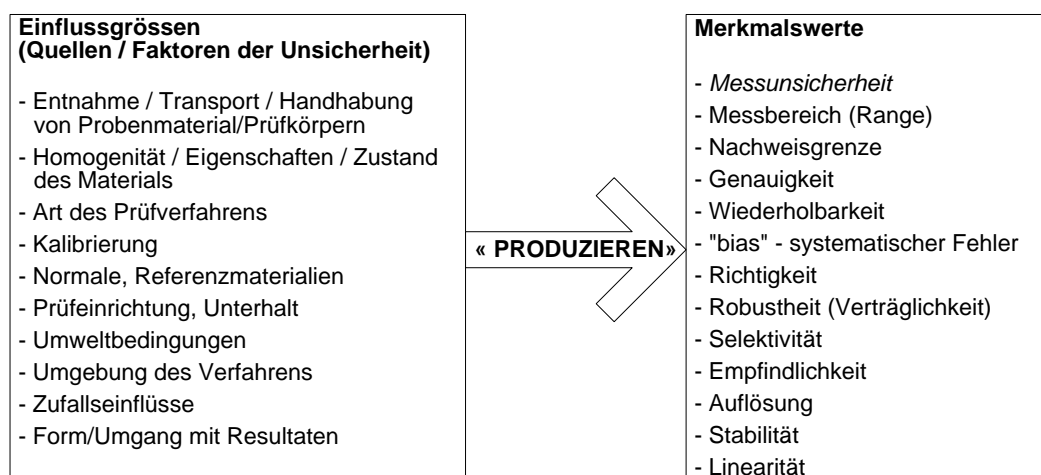 Einflussgrössen
(Quellen / Faktoren der Unsicherheit)
- Entnahme / Transport / Handhabung
von Probenmaterial/Prüfkörpern
- Homogenität / Eigenschaften / Zustand
des Materials
- Art des Prüfverfahrens
- Kalibrierung
- Normale, Referenzmaterialien
- Prüfeinrichtung, Unterhalt
- Umweltbedingungen
- Umgebung des Verfahrens
- Zufallseinflüsse
- Form/Umgang mit Resultaten
« PRODUZIEREN»
Merkmalswerte
- Messunsicherheit
- Messbereich (Range)
- Nachweisgrenze
- Genauigkeit
- Wiederholbarkeit
- "bias" - systematischer Fehler
- Richtigkeit
- Robustheit (Verträglichkeit)
- Selektivität
- Empfindlichkeit
- Auflösung
- Stabilität
- Linearität